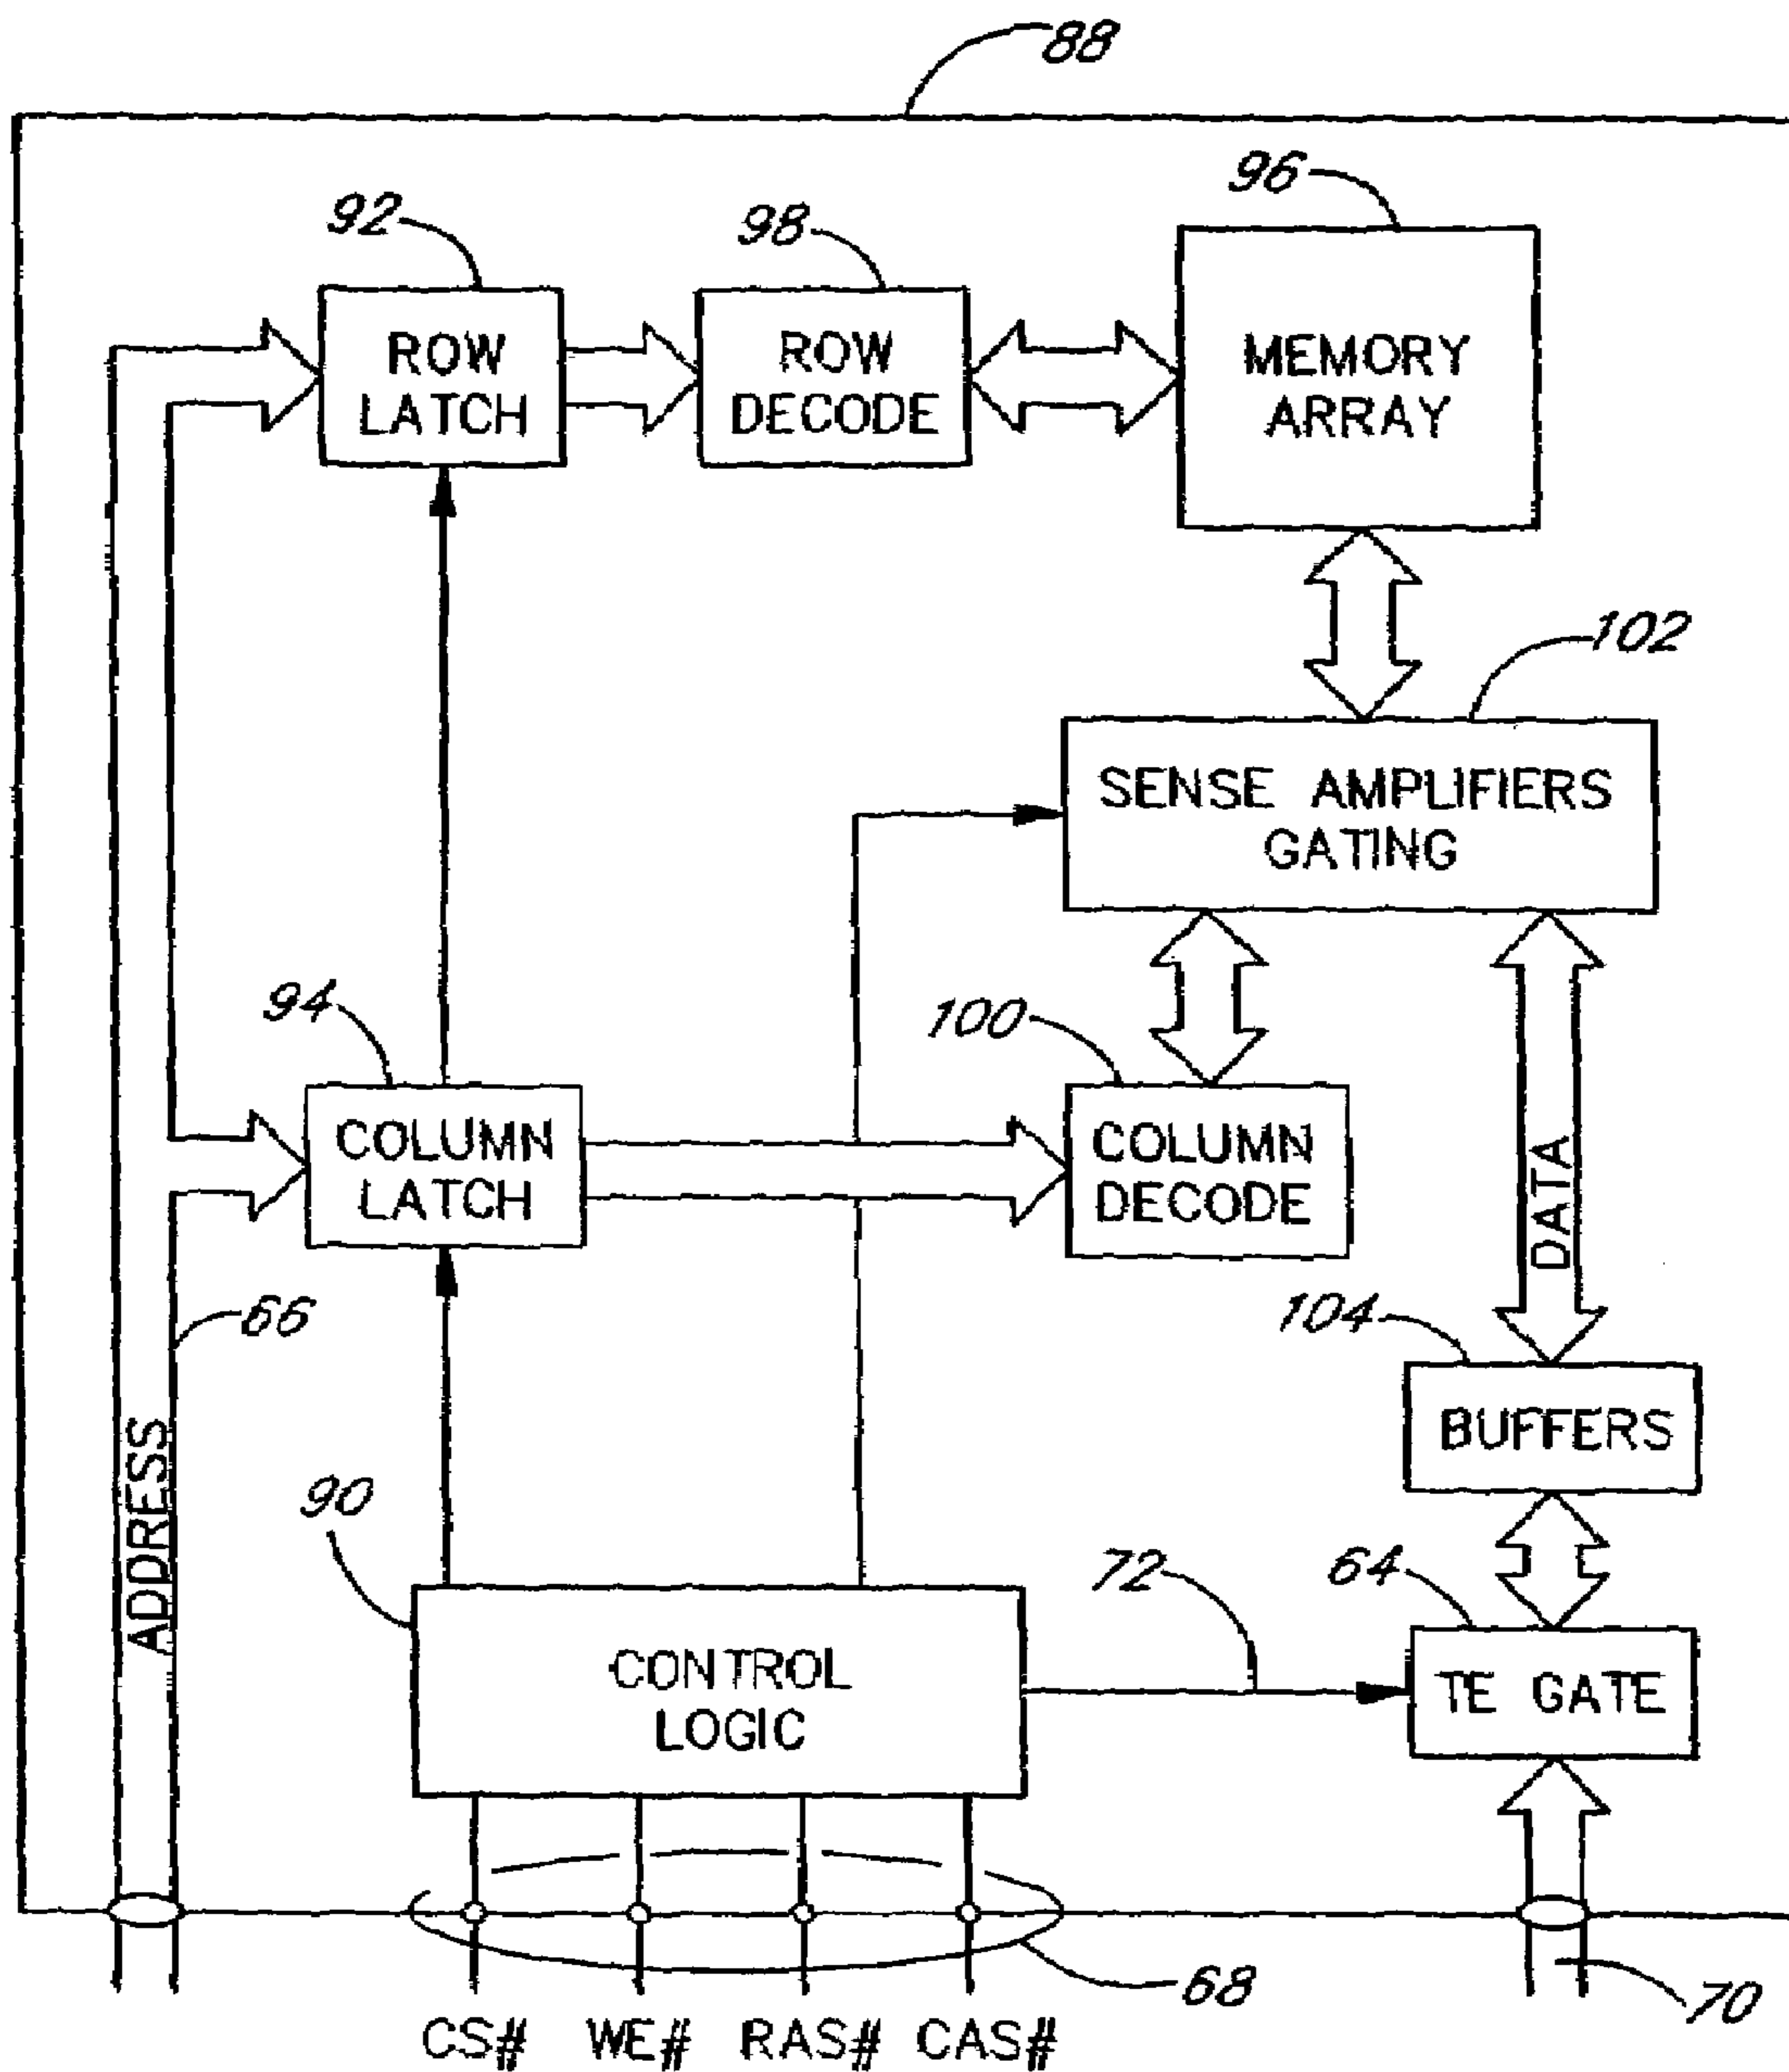 88
96
92
98
ROW
LATCH
ROW
DECODE
MEMORY
ARRAY
102
SENSE AMPLIFIERS
GATING
94
100
COLUMN
LATCH
COLUMN
DECODE
DATA
66
104
ADDRESS
BUFFERS
90
72
64
CONTROL
LOGIC
TE GATE
68
70
CS# WE# RAS# CAS#